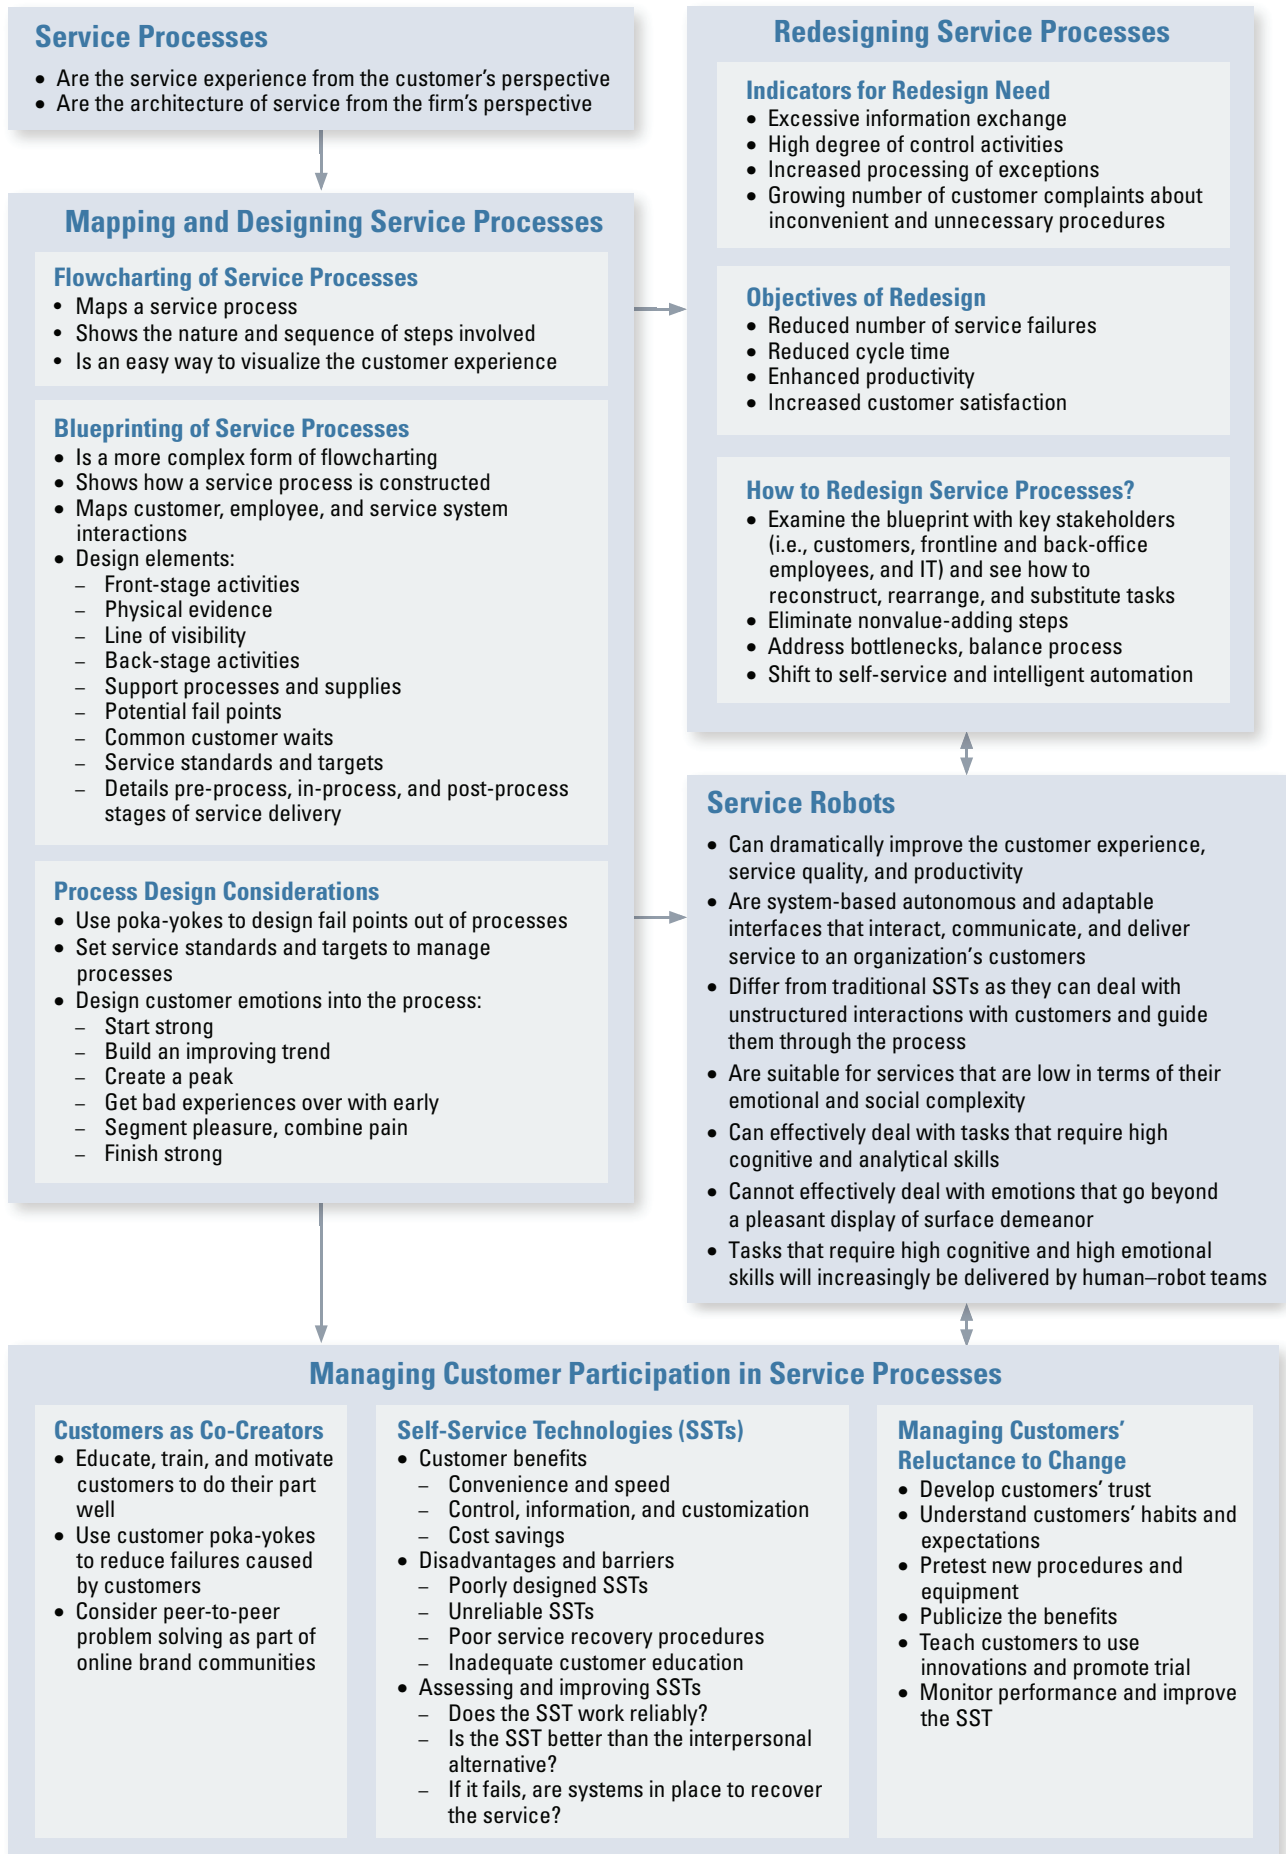 Service Processes
• Are the service experience from the customer's perspective
• Are the architecture of service from the firm's perspective
Mapping and Designing Service Processes
Flowcharting of Service Processes
• Maps a service process
• Shows the nature and sequence of steps involved
• Is an easy way to visualize the customer experience
Blueprinting of Service Processes
• Is a more complex form of flowcharting
• Shows how a service process is constructed
• Maps customer, employee, and service system
interactions
• Design elements:
– Front-stage activities
– Physical evidence
– Line of visibility
– Back-stage activities
– Support processes and supplies
– Potential fail points
– Common customer waits
– Service standards and targets
– Details pre-process, in-process, and post-process
stages of service delivery
Process Design Considerations
• Use poka-yokes to design fail points out of processes
• Set service standards and targets to manage
processes
• Design customer emotions into the process:
– Start strong
– Build an improving trend
– Create a peak
– Get bad experiences over with early
– Segment pleasure, combine pain
– Finish strong
Redesigning Service Processes
Indicators for Redesign Need
• Excessive information exchange
• High degree of control activities
• Increased processing of exceptions
• Growing number of customer complaints about
inconvenient and unnecessary procedures
Objectives of Redesign
• Reduced number of service failures
• Reduced cycle time
• Enhanced productivity
• Increased customer satisfaction
How to Redesign Service Processes?
• Examine the blueprint with key stakeholders
(i.e., customers, frontline and back-office
employees, and IT) and see how to
reconstruct, rearrange, and substitute tasks
• Eliminate nonvalue-adding steps
• Address bottlenecks, balance process
• Shift to self-service and intelligent automation
Service Robots
• Can dramatically improve the customer experience,
service quality, and productivity
• Are system-based autonomous and adaptable
interfaces that interact, communicate, and deliver
service to an organization's customers
• Differ from traditional SSTs as they can deal with
unstructured interactions with customers and guide
them through the process
• Are suitable for services that are low in terms of their
emotional and social complexity
• Can effectively deal with tasks that require high
cognitive and analytical skills
• Cannot effectively deal with emotions that go beyond
a pleasant display of surface demeanor
• Tasks that require high cognitive and high emotional
skills will increasingly be delivered by human–robot teams
Managing Customer Participation in Service Processes
Customers as Co-Creators
• Educate, train, and motivate
customers to do their part
well
• Use customer poka-yokes
to reduce failures caused
by customers
• Consider peer-to-peer
problem solving as part of
online brand communities
Self-Service Technologies (SSTs)
• Customer benefits
– Convenience and speed
– Control, information, and customization
– Cost savings
• Disadvantages and barriers
– Poorly designed SSTs
– Unreliable SSTs
– Poor service recovery procedures
– Inadequate customer education
• Assessing and improving SSTs
– Does the SST work reliably?
– Is the SST better than the interpersonal
alternative?
– If it fails, are systems in place to recover
the service?
Managing Customers'
Reluctance to Change
• Develop customers' trust
• Understand customers' habits and
expectations
• Pretest new procedures and
equipment
• Publicize the benefits
• Teach customers to use
innovations and promote trial
• Monitor performance and improve
the SST